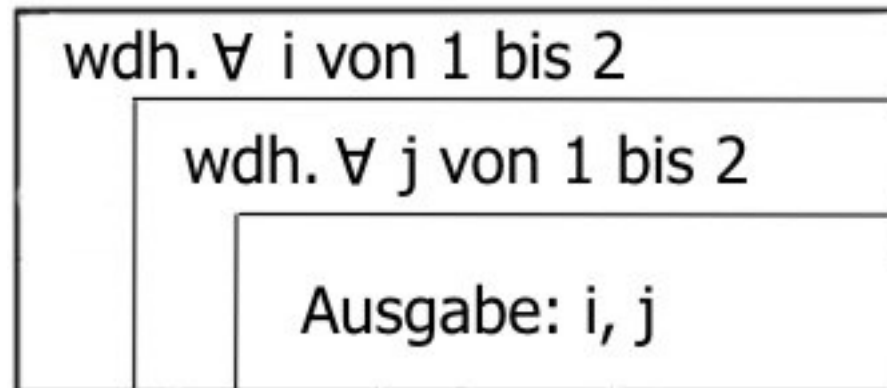 wdh. ∀ i von 1 bis 2
wdh. ∀ j von 1 bis 2
Ausgabe: i, j